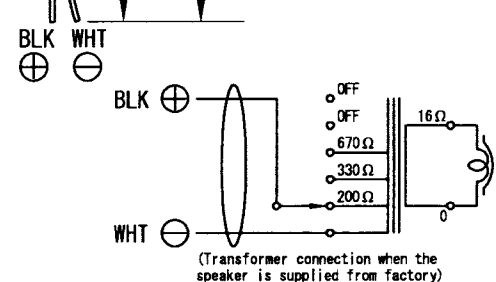 BLK WHT
⊕ ⊖
BLK ⊕
OFF
OFF
670Ω
16Ω
330Ω
200Ω
0
WHT ⊖
(Transformer connection when the
speaker is supplied from factory)